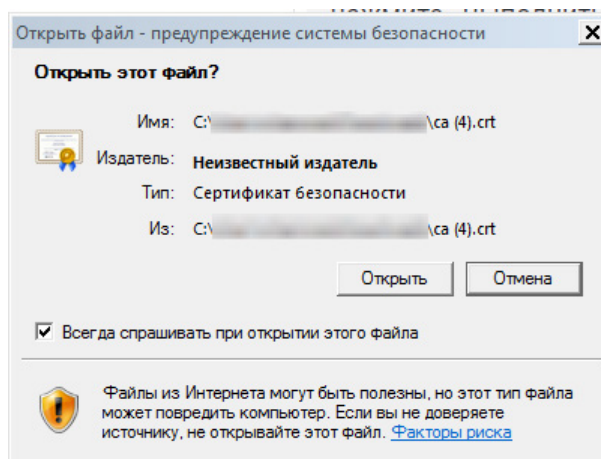 нажмите "выполнить
Открыть файл - предупреждение системы безопасности
Открыть этот файл?
Имя: C:\ \ca (4).crt
Издатель: Неизвестный издатель
Тип: Сертификат безопасности
Из: C:\ \ca (4).crt
Открыть Отмена
Всегда спрашивать при открытии этого файла
Файлы из Интернета могут быть полезны, но этот тип файла
может повредить компьютер. Если вы не доверяете
источнику, не открывайте этот файл. Факторы риска